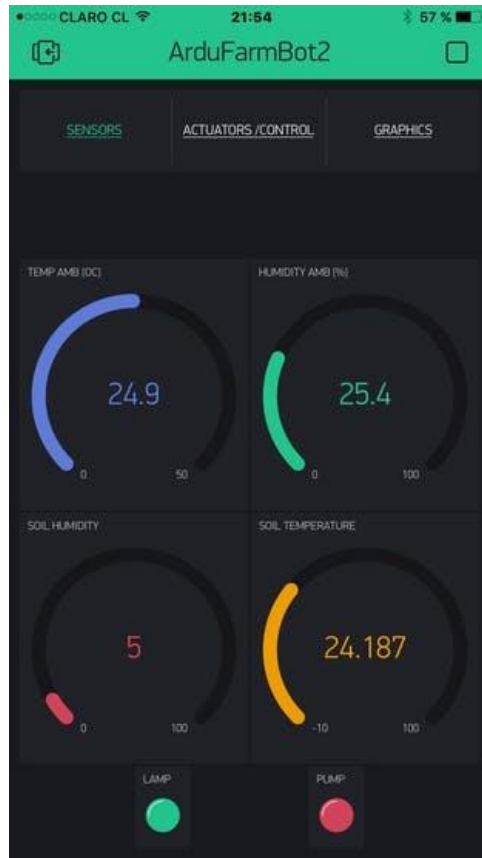 CLARO CL 21:54 57 %
ArduFarmBot2
SENSORS ACTUATORS /CONTROL GRAPHICS
TEMP AMB (OC) HUMIDITY AMB (%)
24.9 25.4
0 50 0 100
SOIL HUMIDITY SOIL TEMPERATURE
5 24.187
0 100 -10 100
LAMP PUMP